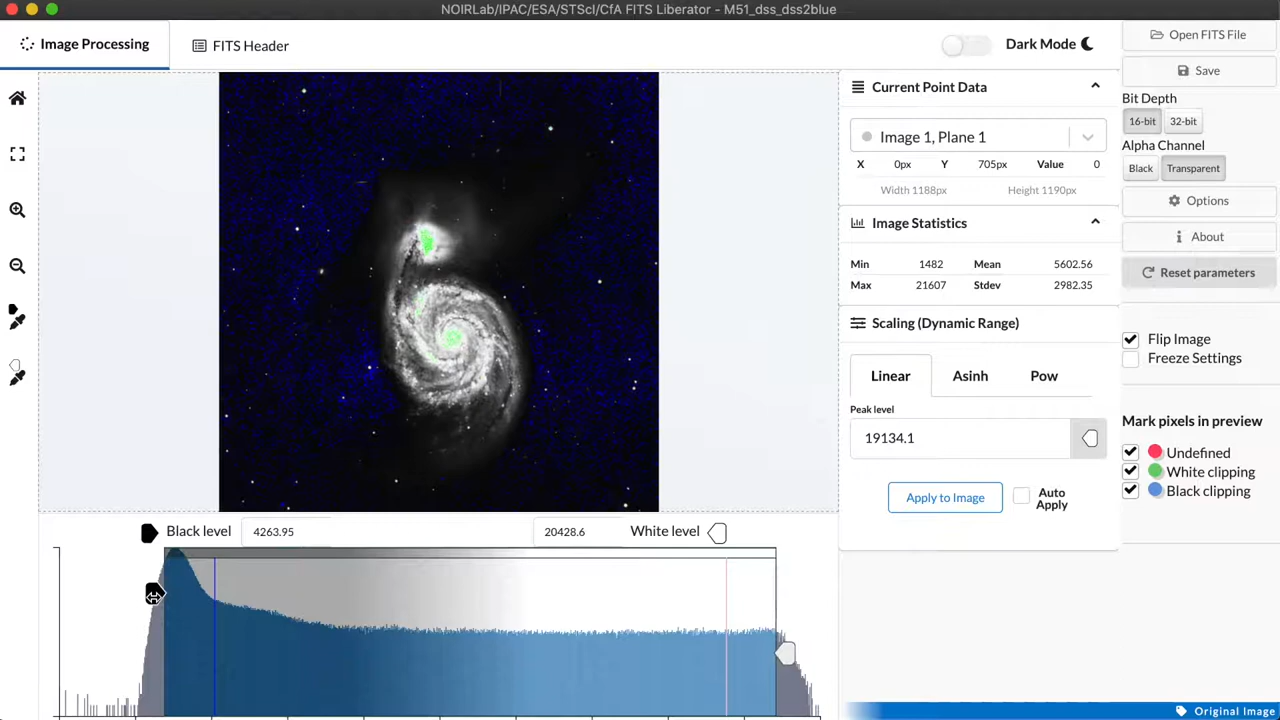 NOIRLab/IPAC/ESA/STScI/CfA FITS Liberator - M51_dss_dss2blue
Image Processing
FITS Header
Dark Mode
Open FITS File
Save
Bit Depth
16-bit 32-bit
Alpha Channel
Black Transparent
Options
About
Reset parameters
Flip Image
Freeze Settings
Mark pixels in preview
Undefined
White clipping
Black clipping
Current Point Data
Image 1, Plane 1
X 0px Y 705px Value 0
Width 1188px Height 1190px
Image Statistics
Min 1482 Mean 5602.56
Max 21607 Stdev 2982.35
Scaling (Dynamic Range)
Linear Asinh Pow
Peak level
19134.1
Apply to Image
Auto
Apply
Black level 4263.95 20428.6 White level
Original Image